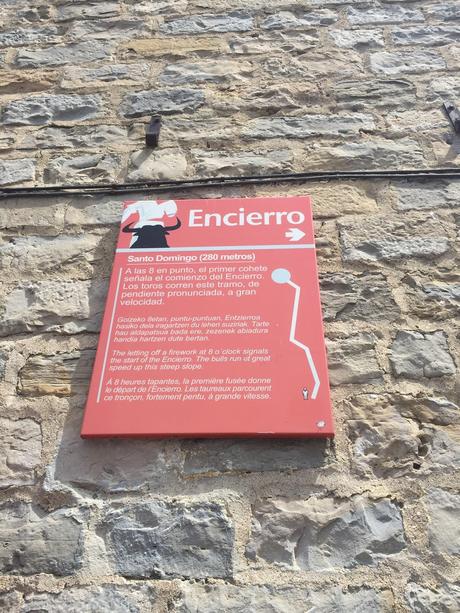 Encierro
Santo Domingo (280 metros)
A las 8 en punto, el primer cohete
señala el comienzo del Encierro.
Los toros corren este tramo, de
pendiente pronunciada, a gran
velocidad.
Goizeko 8etan, puntu-puntuan, Entzierroa
hasiko dela iragartzen du lehen suziriak. Tarte
hau aldapatsua bada ere, zezenek abiadura
handia hartzen dute bertan.
The letting off a firework at 8 o´clock signals
the start of the Encierro. The bulls run at great
speed up this steep slope.
À 8 heures tapantes, la première fusée donne
le départ de l'Encierro. Les taureaux parcourent
ce tronçon, fortement pentu, à grande vitesse.